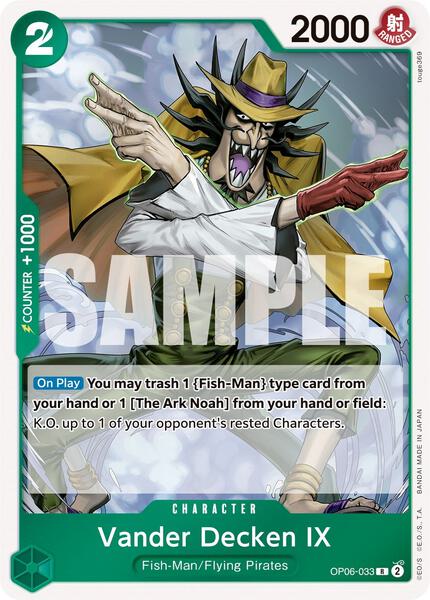 2
2000
射
RANGED
touge369
COUNTER +1000
SAMPLE
On Play You may trash 1 {Fish-Man} type card from
your hand or 1 [The Ark Noah] from your hand or field:
K.O. up to 1 of your opponent's rested Characters.
CHARACTER
Vander Decken IX
Fish-Man/Flying Pirates
OP06-033 R 2
©E.O./S ©E.O./S., T.A. BANDAI MADE IN JAPAN